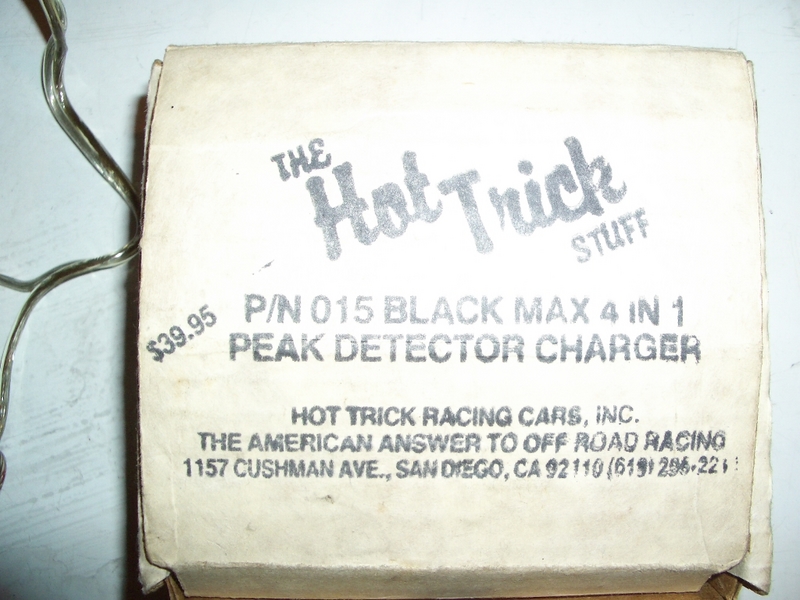 THE
Hot Trick
STUFF
$39.95
P/N 015 BLACK MAX 4 IN 1
PEAK DETECTOR CHARGER
HOT TRICK RACING CARS, INC.
THE AMERICAN ANSWER TO OFF ROAD RACING
1157 CUSHMAN AVE., SAN DIEGO, CA 92110 (619)